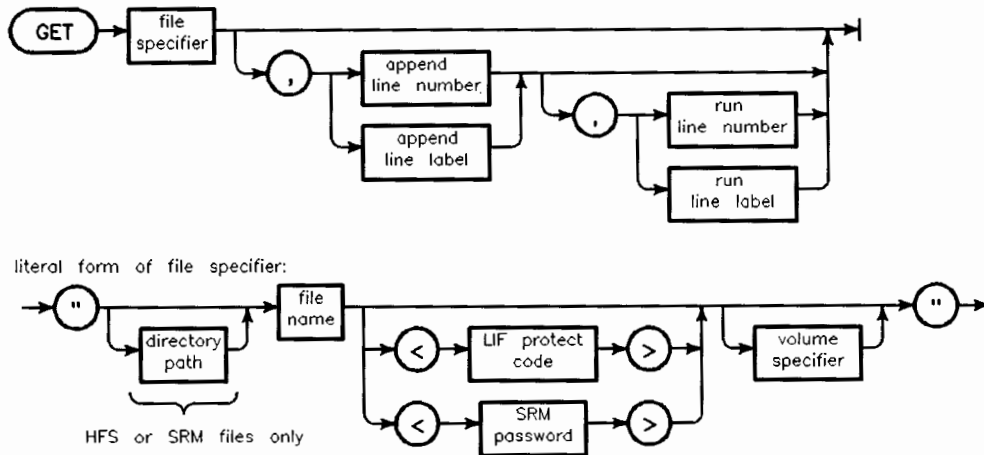 GET
file
specifier
,
append
line number
append
line label
,
run
line number
run
line label
literal form of file specifier:
"
directory
path
HFS or SRM files only
file
name
<
LIF protect
code
>
<
SRM
password
>
volume
specifier
"